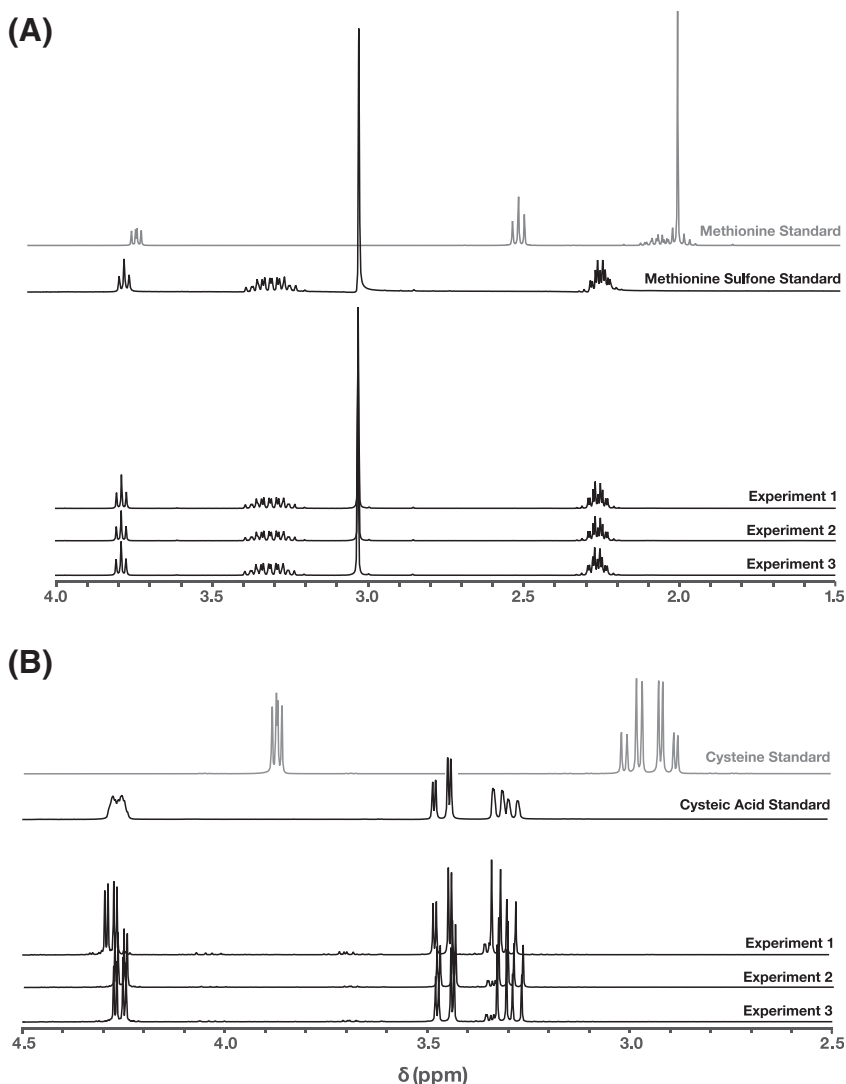 (A)
Methionine Standard
Methionine Sulfone Standard
Experiment 1
Experiment 2
Experiment 3
4.0 3.5 3.0 2.5 2.0 1.5
(B)
Cysteine Standard
Cysteic Acid Standard
Experiment 1
Experiment 2
Experiment 3
4.5 4.0 3.5 3.0 2.5
δ (ppm)